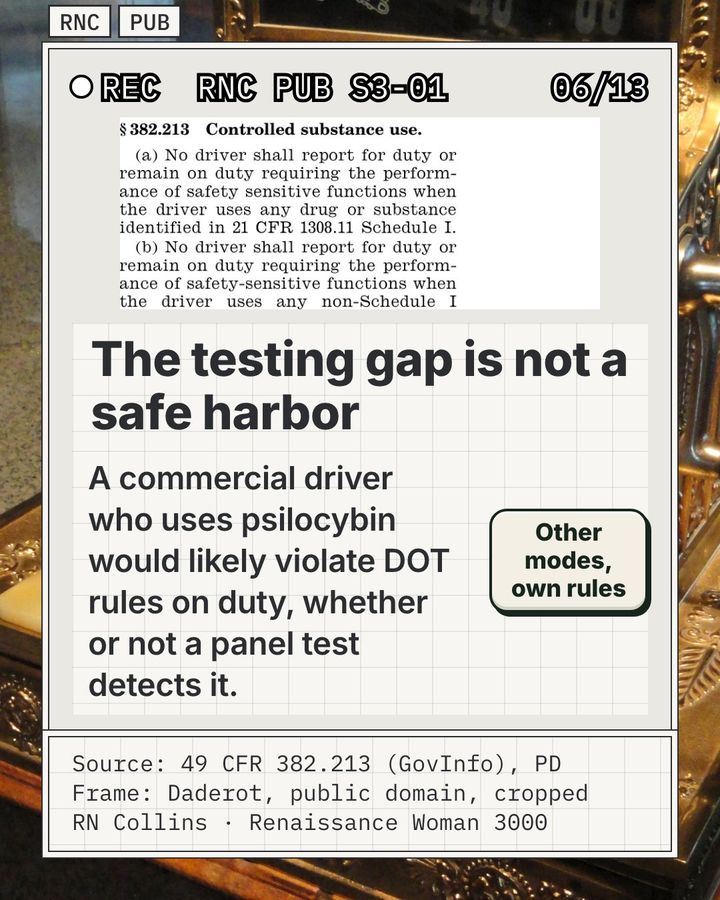 RNC PUB
REC RNC PUB S3-01 06/13
§ 382.213 Controlled substance use.
(a) No driver shall report for duty or
remain on duty requiring the perform-
ance of safety sensitive functions when
the driver uses any drug or substance
identified in 21 CFR 1308.11 Schedule I.
(b) No driver shall report for duty or
remain on duty requiring the perform-
ance of safety-sensitive functions when
the driver uses any non-Schedule I
The testing gap is not a
safe harbor
A commercial driver
who uses psilocybin
would likely violate DOT
rules on duty, whether
or not a panel test
detects it.
Other
modes,
own rules
Source: 49 CFR 382.213 (GovInfo), PD
Frame: Daderot, public domain, cropped
RN Collins · Renaissance Woman 3000